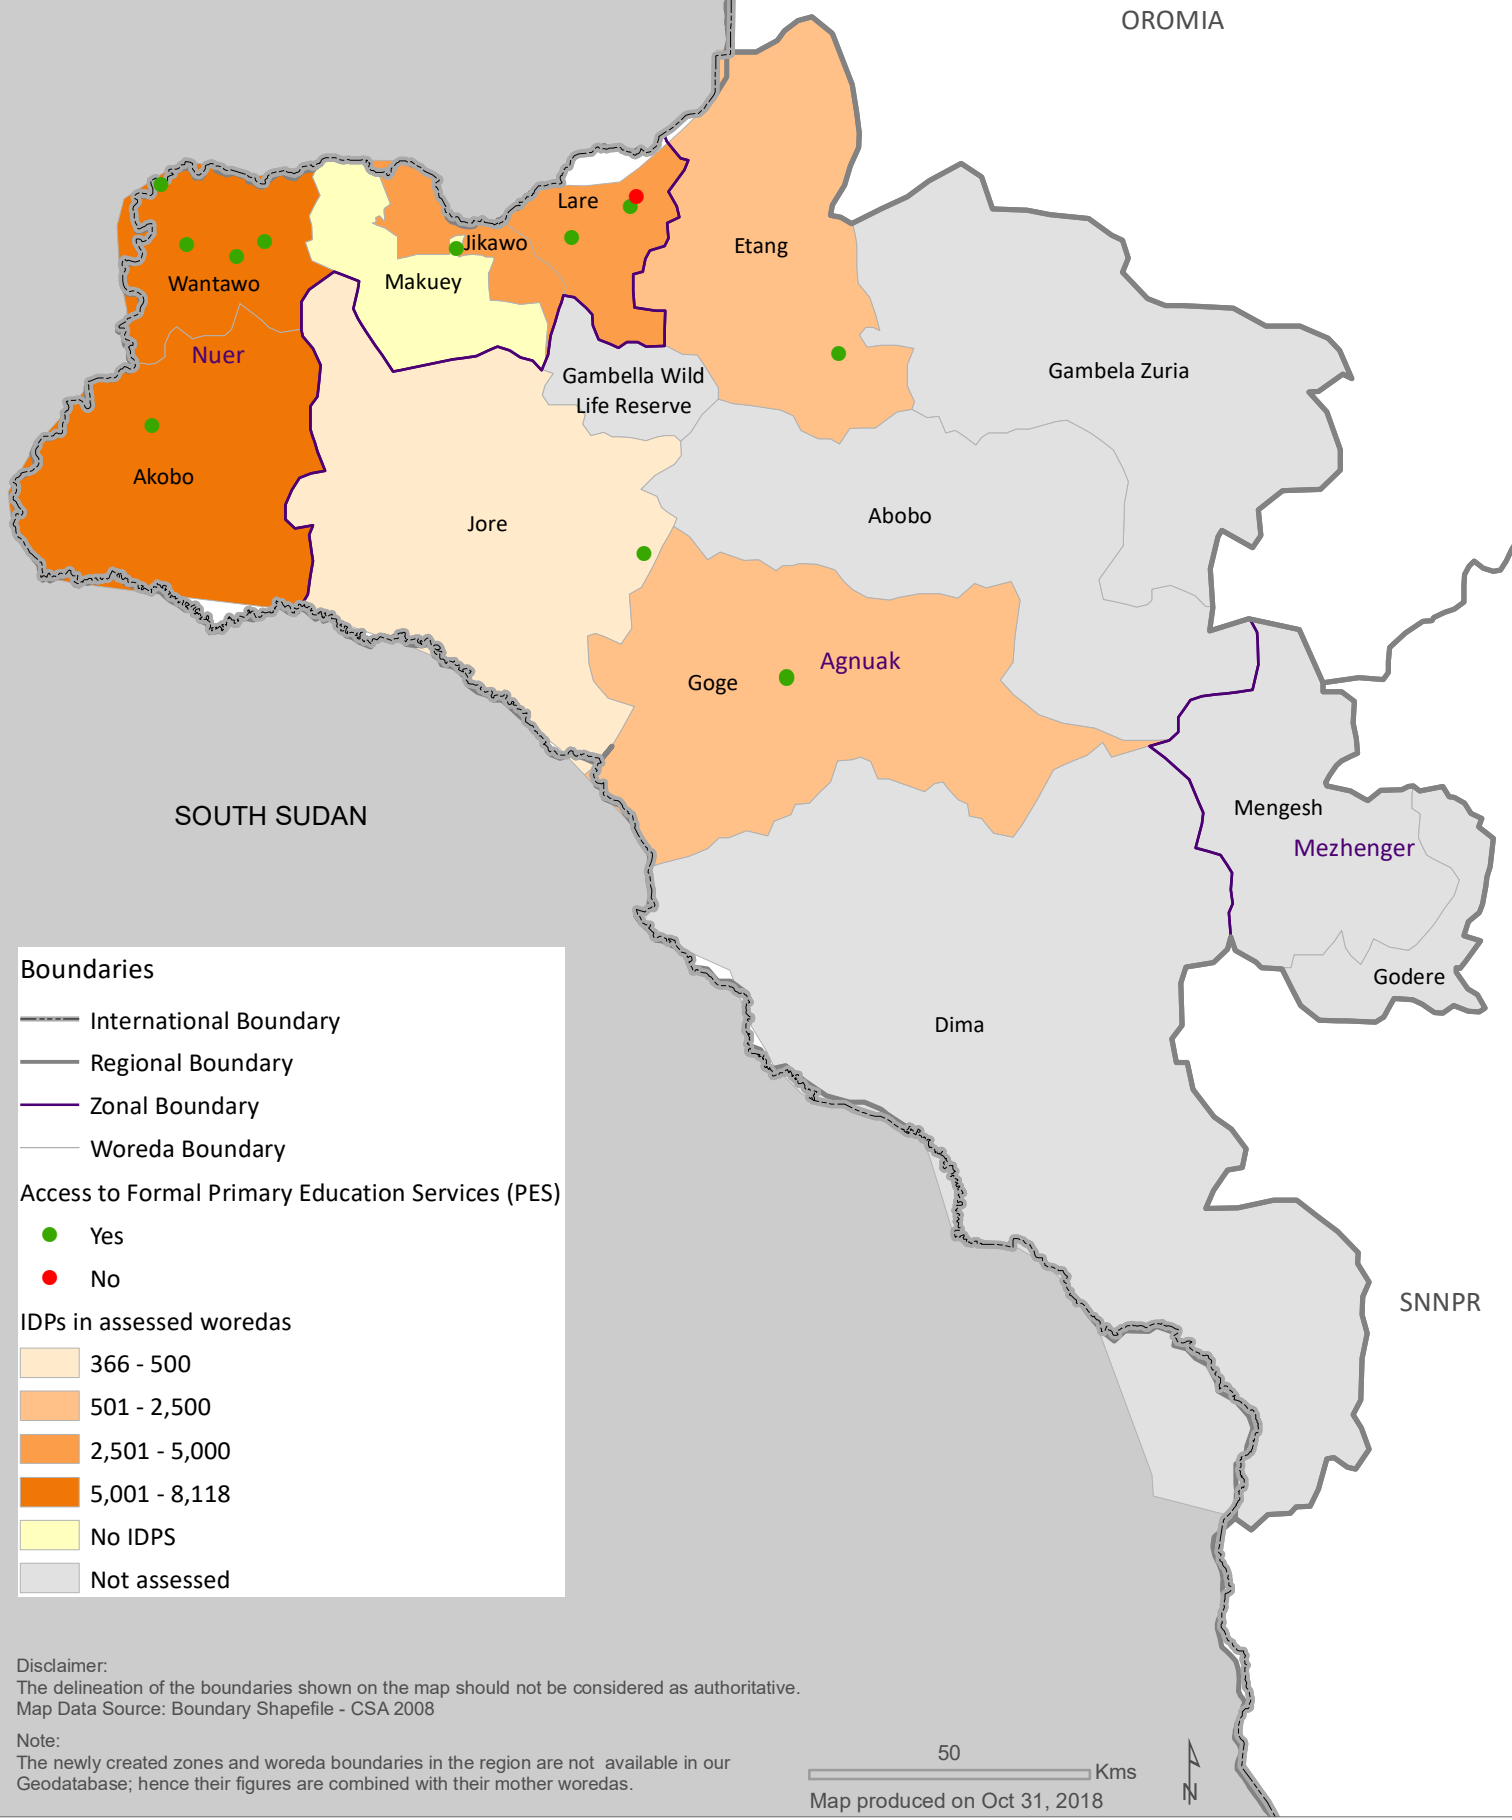 OROMIA
Lare
Jikawo
Etang
Wantawo
Makuey
Nuer
Gambella Wild
Life Reserve
Gambela Zuria
Akobo
Jore
Abobo
Goge
Agnuak
SOUTH SUDAN
Mengesh
Mezhenger
Godere
Dima
SNNPR
Boundaries
International Boundary
Regional Boundary
Zonal Boundary
Woreda Boundary
Access to Formal Primary Education Services (PES)
Yes
No
IDPs in assessed woredas
366 - 500
501 - 2,500
2,501 - 5,000
5,001 - 8,118
No IDPS
Not assessed
Disclaimer:
The delineation of the boundaries shown on the map should not be considered as authoritative.
Map Data Source: Boundary Shapefile - CSA 2008
Note:
The newly created zones and woreda boundaries in the region are not available in our
Geodatabase; hence their figures are combined with their mother woredas.
50
Kms
Map produced on Oct 31, 2018
N